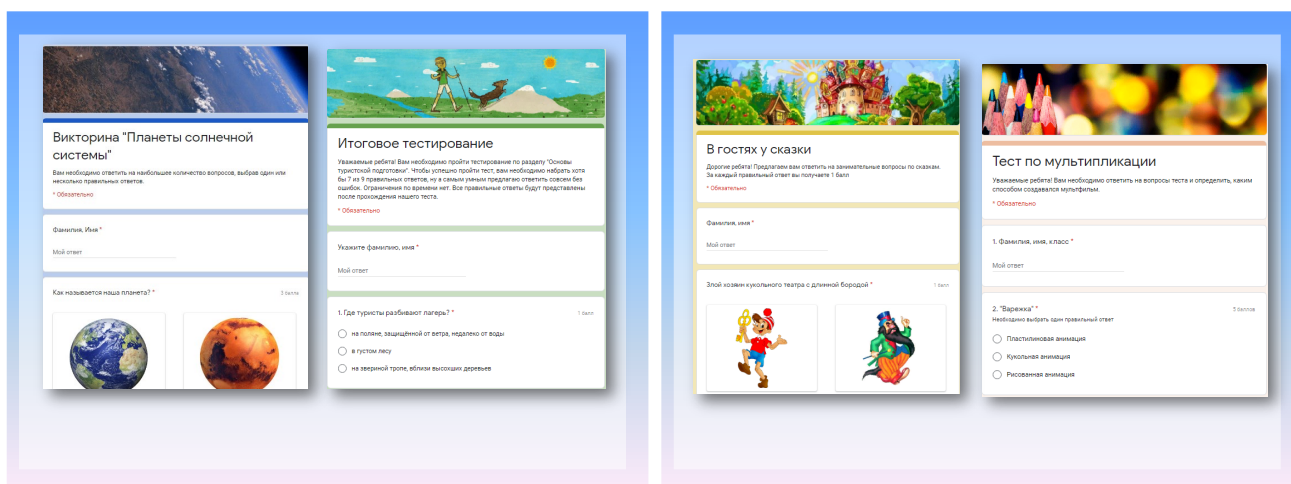 Викторина "Планеты солнечной
системы"
Вам необходимо ответить на наибольшее количество вопросов, выбрав один или
несколько правильных ответов.
* Обязательно
Фамилия, Имя *
Мой ответ
Как называется наша планета? *
3 балла
Итоговое тестирование
Уважаемые ребята! Вам необходимо пройти тестирование по разделу "Основы
туристской подготовки". Чтобы успешно пройти тест, вам необходимо набрать хотя
бы 7 из 9 правильных ответов, ну а самым умным предлагаю ответить совсем без
ошибок. Ограничения по времени нет. Все правильные ответы будут представлены
после прохождения нашего теста.
* Обязательно
Укажите фамилию, имя *
Мой ответ
1. Где туристы разбивают лагерь? *
1 балл
на поляне, защищённой от ветра, недалеко от воды
в густом лесу
на звериной тропе, вблизи высохших деревьев
В гостях у сказки
Дорогие ребята! Предлагаем вам ответить на занимательные вопросы по сказкам.
За каждый правильный ответ вы получаете 1 балл
* Обязательно
Фамилия, имя *
Мой ответ
Злой хозяин кукольного театра с длинной бородой *
1 балл
Тест по мультипликации
Уважаемые ребята! Вам необходимо ответить на вопросы теста и определить, каким
способом создавался мультфильм.
* Обязательно
1. Фамилия, имя, класс *
Мой ответ
2. "Варежка" *
5 баллов
Необходимо выбрать один правильный ответ
Пластилиновая анимация
Кукольная анимация
Рисованная анимация